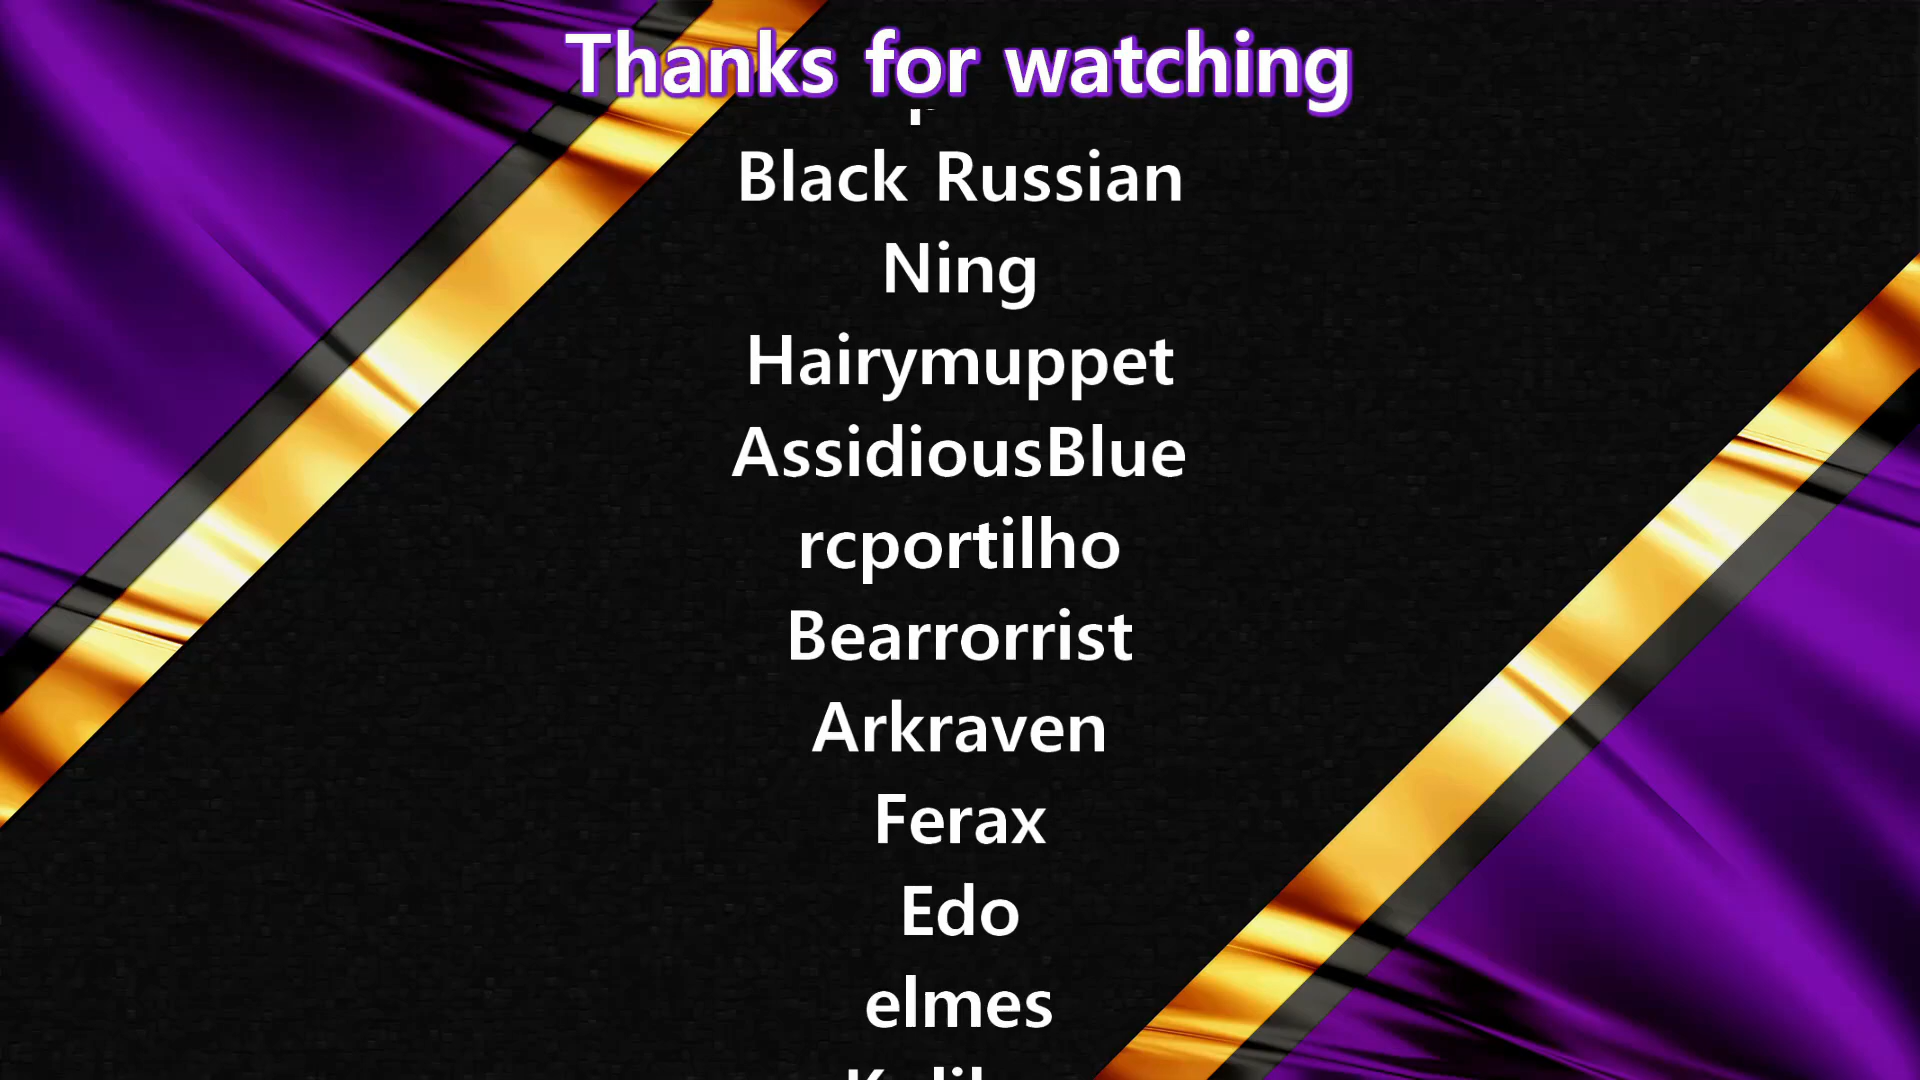 Thanks for watching
Black Russian
Ning
Hairymuppet
AssidiousBlue
rcportilho
Bearrorrist
Arkraven
Ferax
Edo
elmes